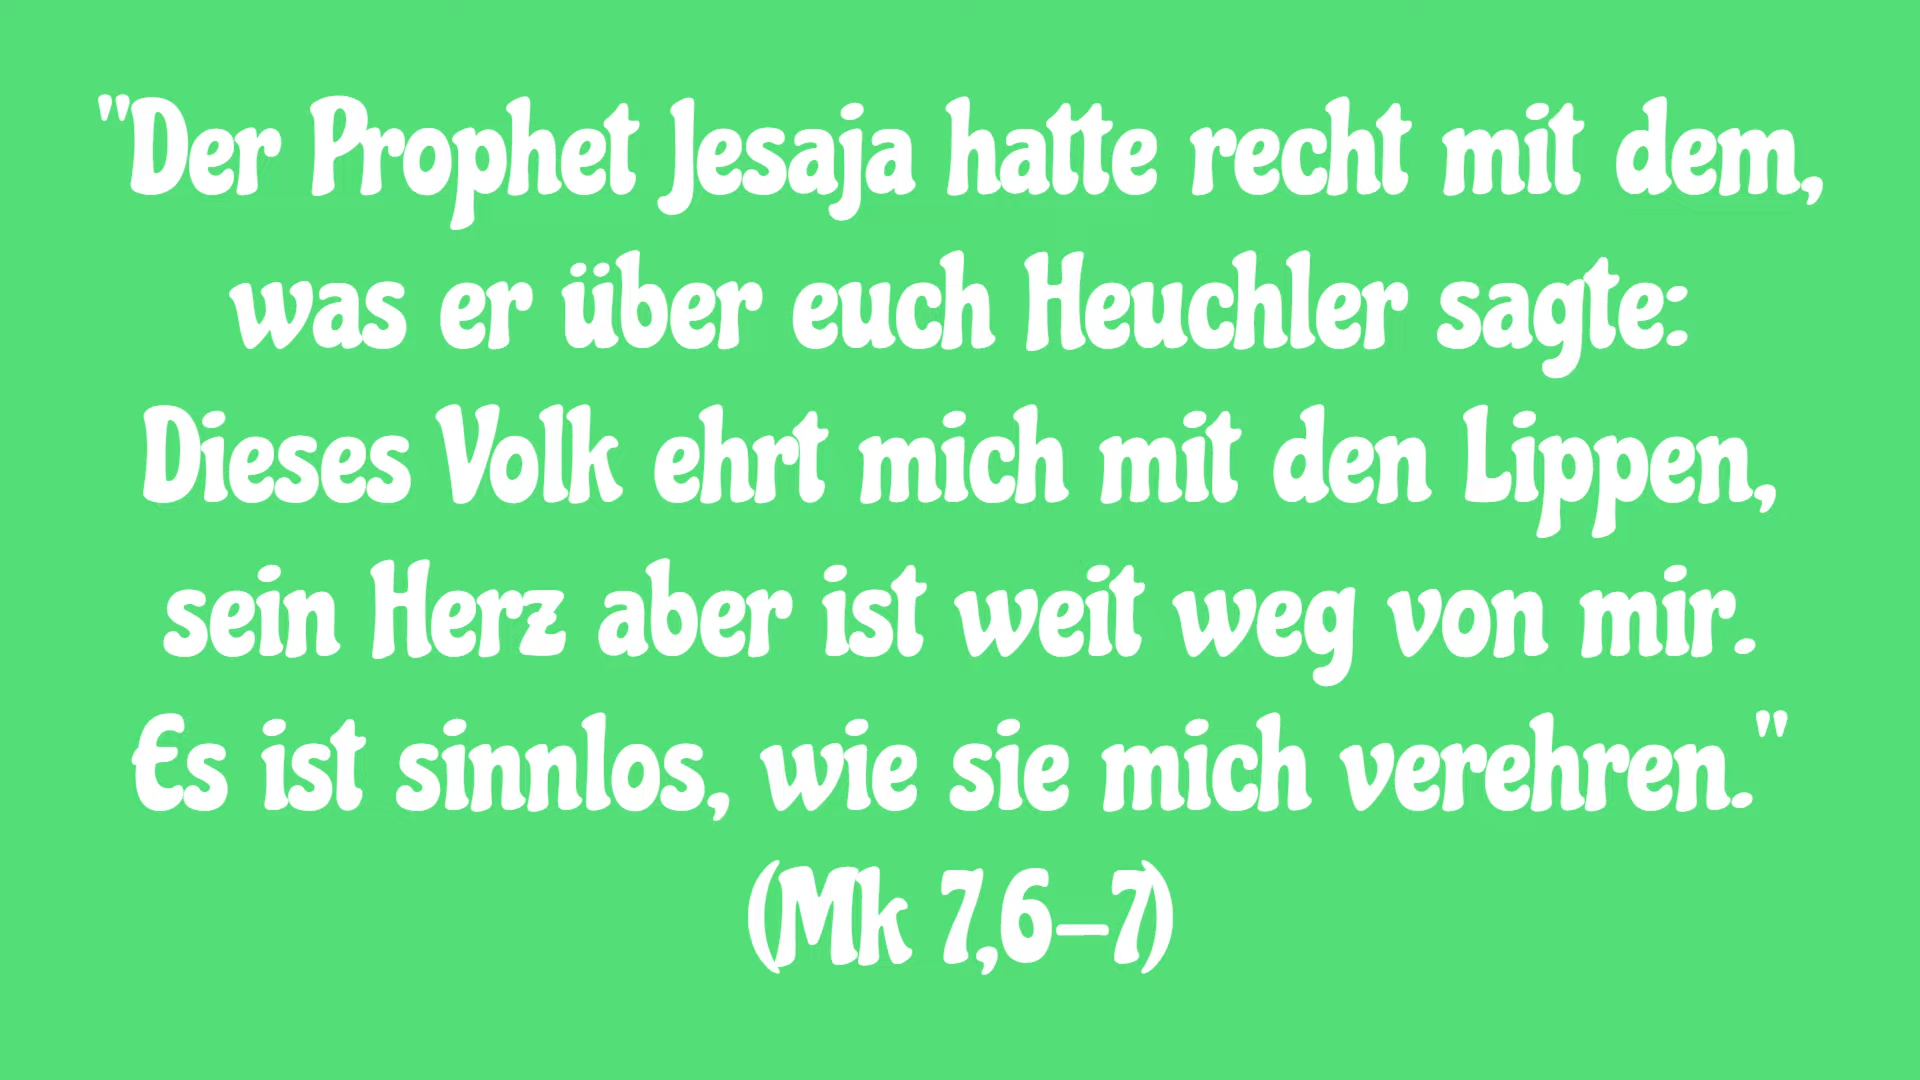 "Der Prophet Jesaja hatte recht mit dem,
was er über euch Heuchler sagte:
Dieses Volk ehrt mich mit den Lippen,
sein Herz aber ist weit weg von mir.
Es ist sinnlos, wie sie mich verehren."
(Mk 7,6–7)